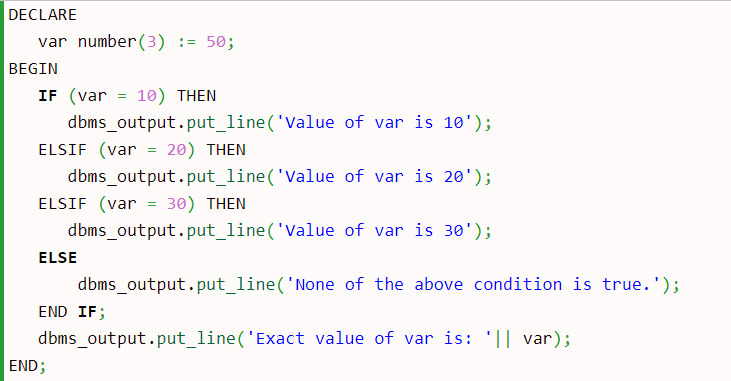 DECLARE
   var number(3) := 50;
BEGIN
   IF (var = 10) THEN
      dbms_output.put_line('Value of var is 10');
   ELSIF (var = 20) THEN
      dbms_output.put_line('Value of var is 20');
   ELSIF (var = 30) THEN
      dbms_output.put_line('Value of var is 30');
   ELSE
       dbms_output.put_line('None of the above condition is true.');
   END IF;
   dbms_output.put_line('Exact value of var is: '|| var);
END;